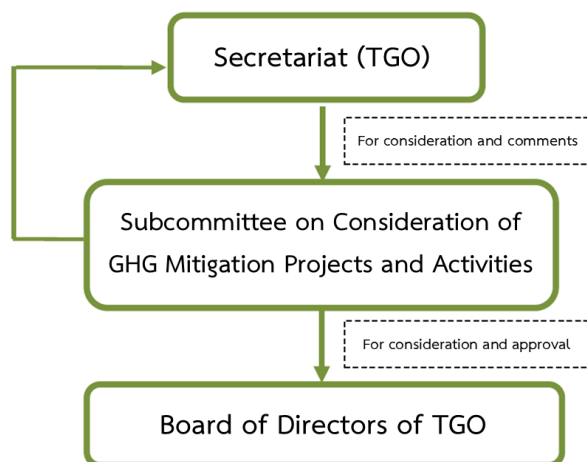 Secretariat (TGO)
For consideration and comments
Subcommittee on Consideration of
GHG Mitigation Projects and Activities
For consideration and approval
Board of Directors of TGO